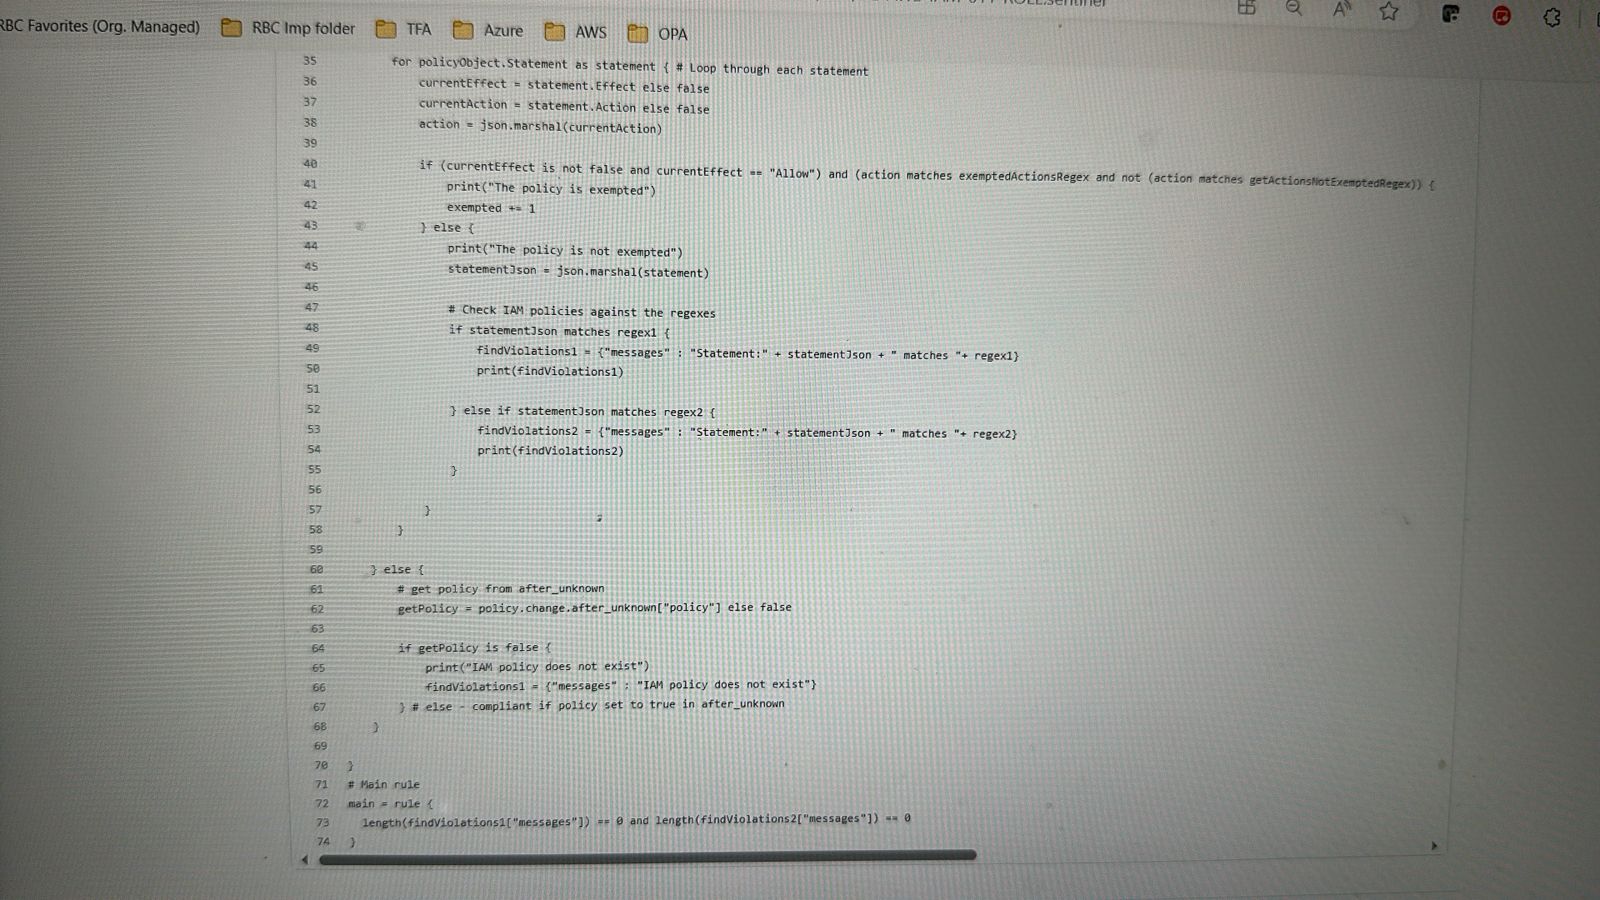 RBC Favorites (Org. Managed) RBC Imp folder TFA Azure AWS OPA
35 for policyObject.Statement as statement { # Loop through each statement
36 currentEffect = statement.Effect else false
37 currentAction = statement.Action else false
38 action = json.marshal(currentAction)
39
40 if (currentEffect is not false and currentEffect == "Allow") and (action matches exemptedActionsRegex and not (action matches getActionsNotExemptedRegex)) {
41 print("The policy is exempted")
42 exempted += 1
43 } else {
44 print("The policy is not exempted")
45 statementJson = json.marshal(statement)
46
47 # Check IAM policies against the regexes
48 if statementJson matches regex1 {
49 findViolations1 = {"messages" : "Statement:" + statementJson + " matches "+ regex1}
50 print(findViolations1)
51
52 } else if statementJson matches regex2 {
53 findViolations2 = {"messages" : "Statement:" + statementJson + " matches "+ regex2}
54 print(findViolations2)
55 }
56
57 }
58 }
59
60 } else {
61 # get policy from after_unknown
62 getPolicy = policy.change.after_unknown["policy"] else false
63
64 if getPolicy is false {
65 print("IAM policy does not exist")
66 findViolations1 = {"messages" : "IAM policy does not exist"}
67 } # else - compliant if policy set to true in after_unknown
68 }
69
70 }
71 # Main rule
72 main = rule {
73 length(findViolations1["messages"]) == 0 and length(findViolations2["messages"]) == 0
74 }